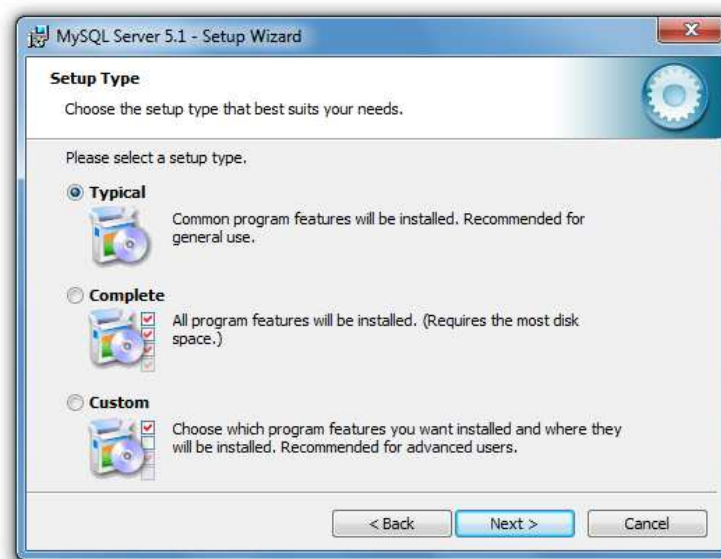 MySQL Server 5.1 - Setup Wizard
Setup Type
Choose the setup type that best suits your needs.
Please select a setup type.
Typical
Common program features will be installed. Recommended for
general use.
Complete
All program features will be installed. (Requires the most disk
space.)
Custom
Choose which program features you want installed and where they
will be installed. Recommended for advanced users.
< Back
Next >
Cancel